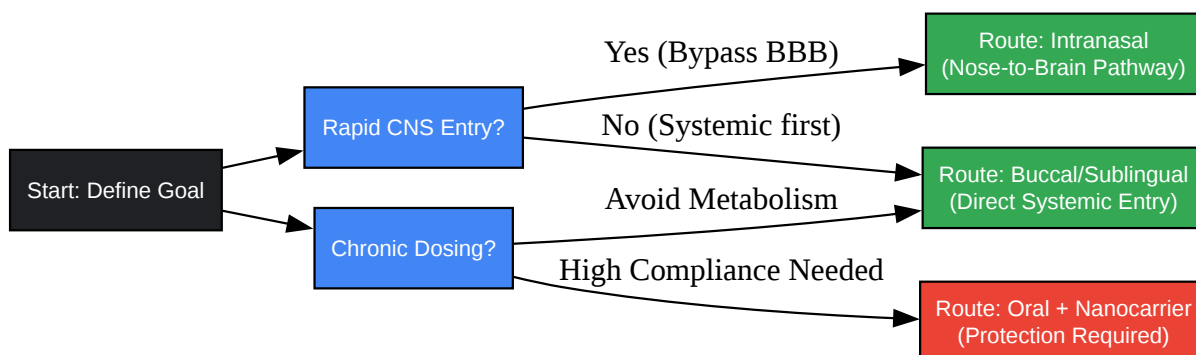 Start: Define Goal
Rapid CNS Entry?
Chronic Dosing?
Yes (Bypass BBB)
No (Systemic first)
Avoid Metabolism
High Compliance Needed
Route: Intranasal
(Nose-to-Brain Pathway)
Route: Buccal/Sublingual
(Direct Systemic Entry)
Route: Oral + Nanocarrier
(Protection Required)